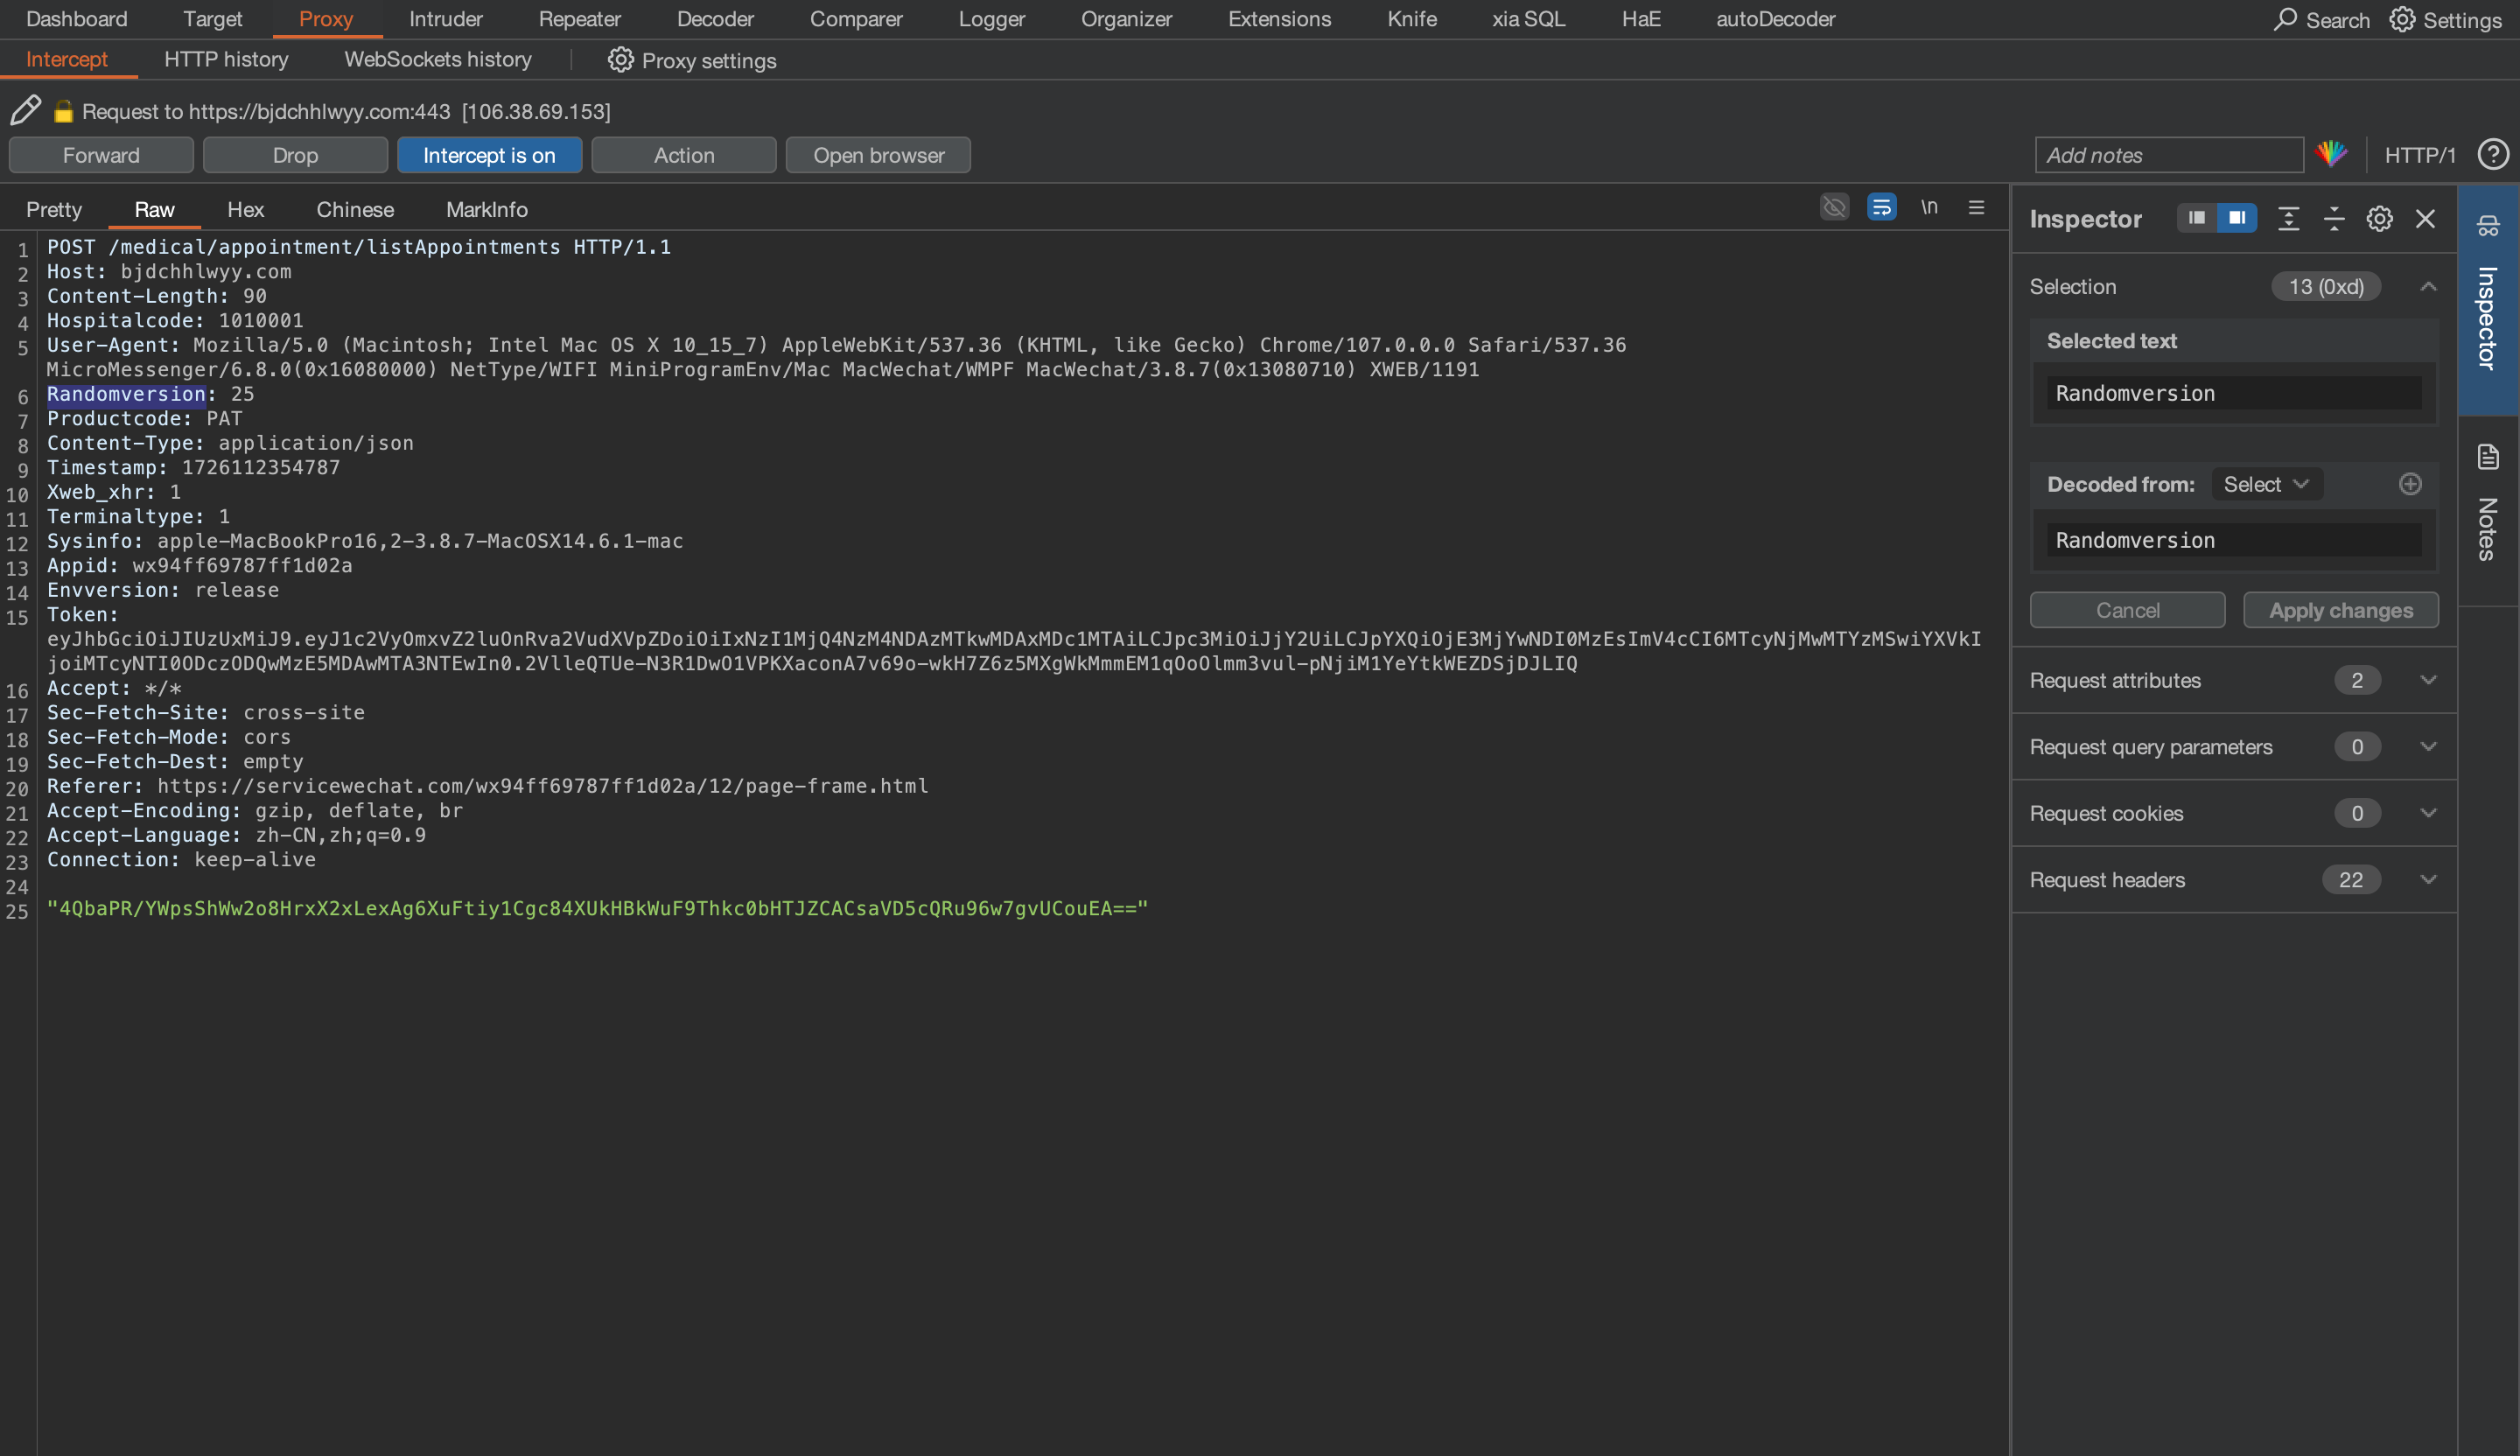 Dashboard Target Proxy Intruder Repeater Decoder Comparer Logger Organizer Extensions Knife xia SQL HaE autoDecoder Search Settings
Intercept HTTP history WebSockets history Proxy settings
Request to https://bjdchhlwyy.com:443 [106.38.69.153]
Forward Drop Intercept is on Action Open browser Add notes HTTP/1 ?
Pretty Raw Hex Chinese MarkInfo \n
1 POST /medical/appointment/listAppointments HTTP/1.1
2 Host: bjdchhlwyy.com
3 Content-Length: 90
4 Hospitalcode: 1010001
5 User-Agent: Mozilla/5.0 (Macintosh; Intel Mac OS X 10_15_7) AppleWebKit/537.36 (KHTML, like Gecko) Chrome/107.0.0.0 Safari/537.36
MicroMessenger/6.8.0(0x16080000) NetType/WIFI MiniProgramEnv/Mac MacWechat/WMPF MacWechat/3.8.7(0x13080710) XWEB/1191
6 Randomversion: 25
7 Productcode: PAT
8 Content-Type: application/json
9 Timestamp: 1726112354787
10 Xweb_xhr: 1
11 Terminaltype: 1
12 Sysinfo: apple-MacBookPro16,2-3.8.7-MacOSX14.6.1-mac
13 Appid: wx94ff69787ff1d02a
14 Envversion: release
15 Token:
eyJhbGciOiJIUzUxMiJ9.eyJ1c2VyOmxvZ2luOnRva2VudXVpZDoiOiIxNzI1MjQ4NzM4NDAzMTkwMDAxMDc1MTAiLCJpc3MiOiJjY2UiLCJpYXQiOjE3MjYwNDI0MzEsImV4cCI6MTcyNjMwMTYzMSwiYXVkI
joiMTcyNTI0ODczODQwMzE5MDAwMTA3NTEwIn0.2VlleQTUe-N3R1DwO1VPKXaconA7v69o-wkH7Z6z5MXgWkMmmEM1qOoOlmm3vul-pNjiM1YeYtkWEZDSjDJLIQ
16 Accept: */*
17 Sec-Fetch-Site: cross-site
18 Sec-Fetch-Mode: cors
19 Sec-Fetch-Dest: empty
20 Referer: https://servicewechat.com/wx94ff69787ff1d02a/12/page-frame.html
21 Accept-Encoding: gzip, deflate, br
22 Accept-Language: zh-CN,zh;q=0.9
23 Connection: keep-alive
24
25 "4QbaPR/YWpsShWw2o8HrxX2xLexAg6XuFtiy1Cgc84XUkHBkWuF9Thkc0bHTJZCACsaVD5cQRu96w7gvUCouEA=="
Inspector
Selection 13 (0xd)
Selected text
Randomversion
Decoded from: Select
Randomversion
Cancel Apply changes
Request attributes 2
Request query parameters 0
Request cookies 0
Request headers 22
Inspector
Notes